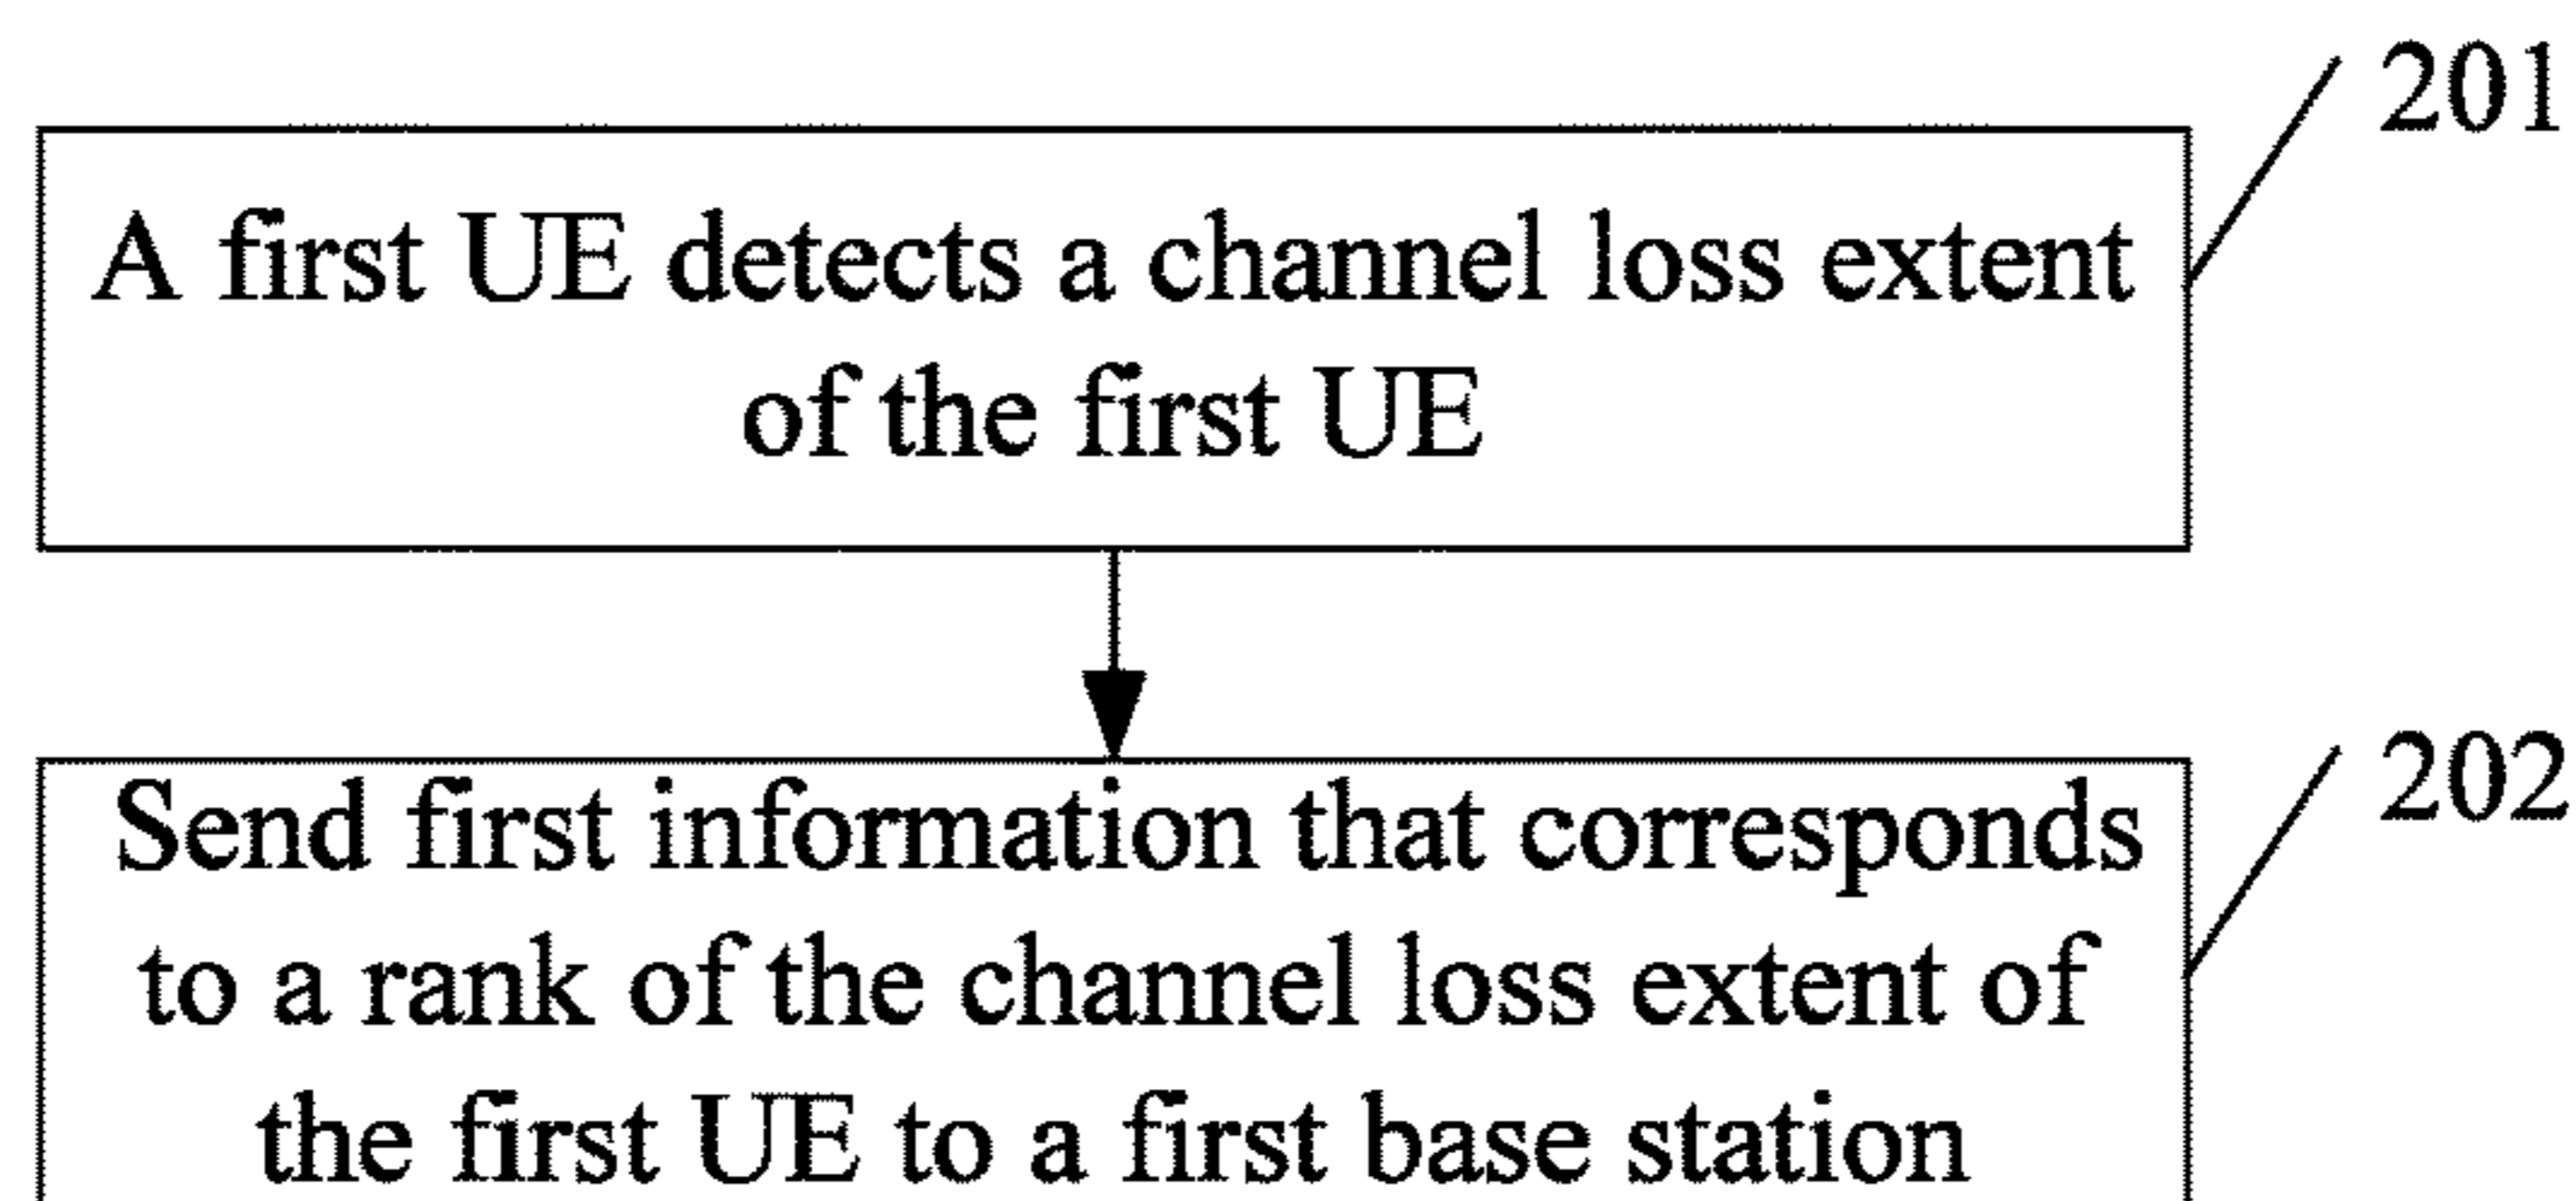 201
A first UE detects a channel loss extent
of the first UE
202
Send first information that corresponds
to a rank of the channel loss extent of
the first UE to a first base station